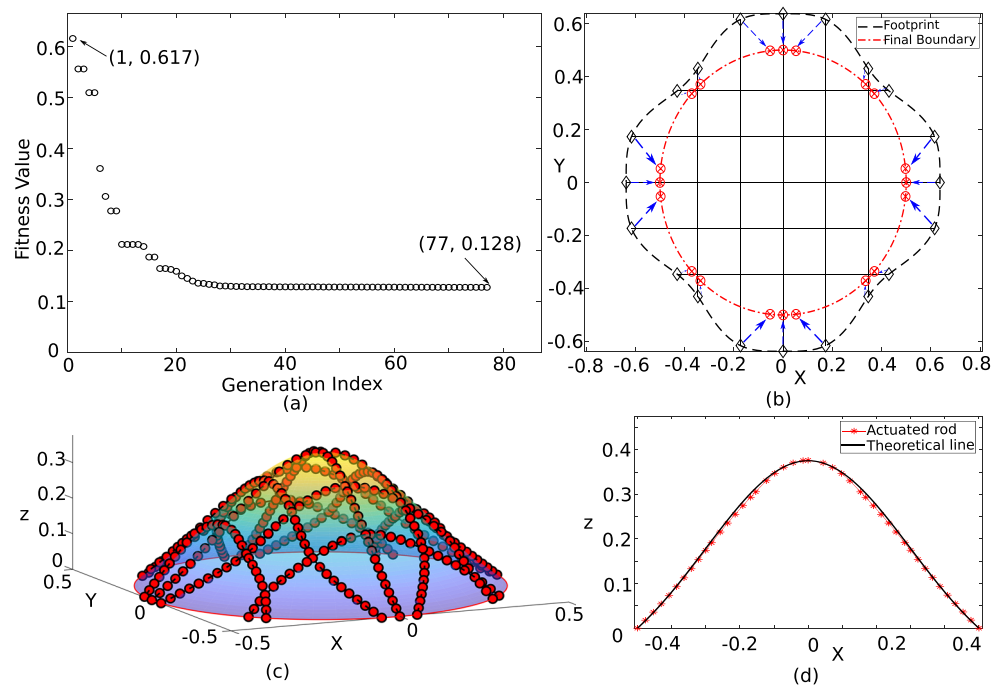 0.6
0.5
0.4
0.3
0.2
0.1
0
Fitness Value
(1, 0.617)
(77, 0.128)
0
20
40
60
80
Generation Index
(a)
0.6
0.4
0.2
Y
0
-0.2
-0.4
-0.6
Footprint
Final Boundary
-0.8
-0.6
-0.4
-0.2
0
0.2
0.4
0.6
0.8
X
(b)
0.3
0.2
z
0.1
0
0.5
Y
0
-0.5
-0.5
X
0
0.5
(c)
Actuated rod
Theoretical line
0.4
0.3
z
0.2
0.1
0
-0.4
-0.2
0
0.2
0.4
X
(d)